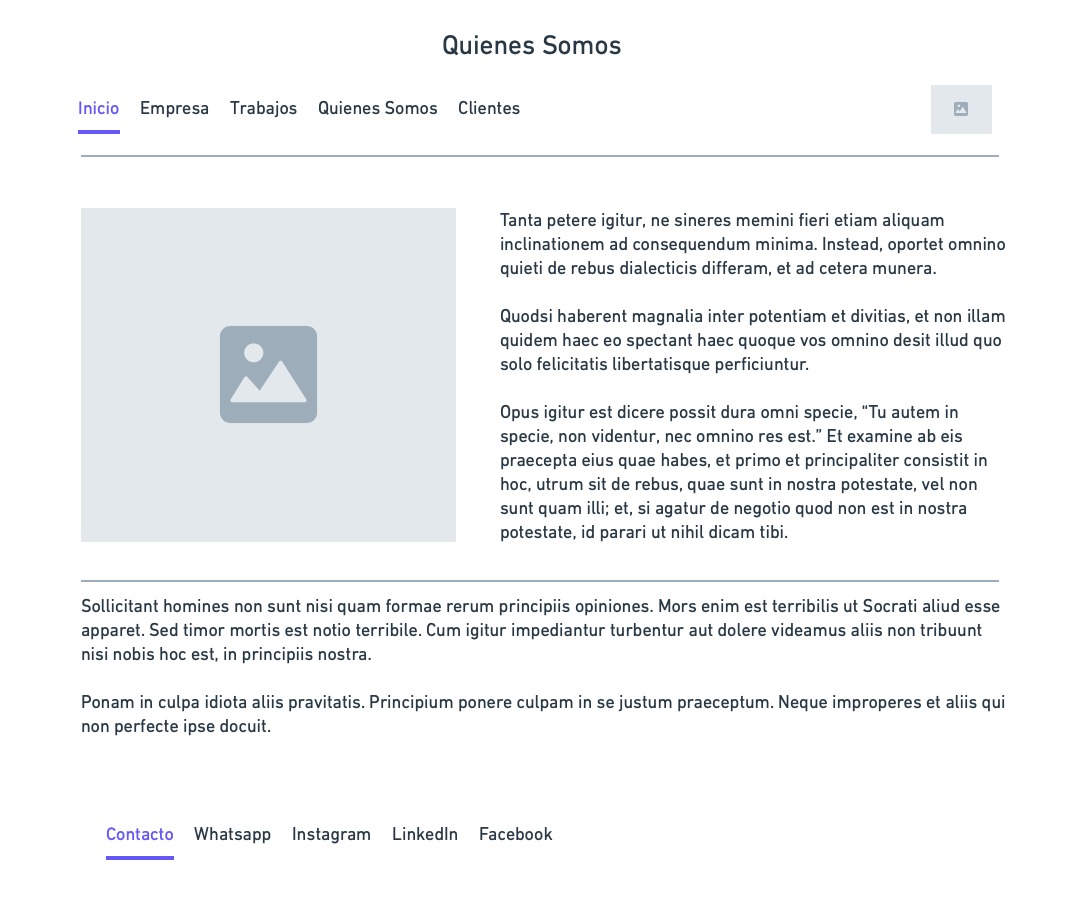 Quienes Somos
Inicio Empresa Trabajos Quienes Somos Clientes
Tanta petere igitur, ne sineres memini fieri etiam aliquam
inclinationem ad consequendum minima. Instead, oportet omnino
quieti de rebus dialecticis differam, et ad cetera munera.
Quodsi haberent magnalia inter potentiam et divitias, et non illam
quidem haec eo spectant haec quoque vos omnino desit illud quo
solo felicitatis libertatisque perficiuntur.
Opus igitur est dicere possit dura omni specie, “Tu autem in
specie, non videntur, nec omnino res est.” Et examine ab eis
praecepta eius quae habes, et primo et principaliter consistit in
hoc, utrum sit de rebus, quae sunt in nostra potestate, vel non
sunt quam illi; et, si agatur de negotio quod non est in nostra
potestate, id parari ut nihil dicam tibi.
Sollicitant homines non sunt nisi quam formae rerum principiis opiniones. Mors enim est terribilis ut Socrati aliud esse
apparet. Sed timor mortis est notio terribile. Cum igitur impediantur turbentur aut dolere videamus aliis non tribuunt
nisi nobis hoc est, in principiis nostra.
Ponam in culpa idiota aliis pravitatis. Principium ponere culpam in se justum praeceptum. Neque improperes et aliis qui
non perfecte ipse docuit.
Contacto Whatsapp Instagram LinkedIn Facebook